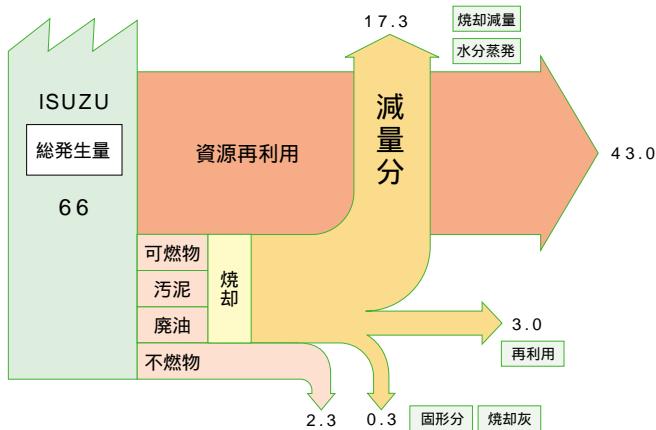 17.3
焼却減量
水分蒸発
ISUZU
総発生量
66
資源再利用
減量分
43.0
可燃物
汚泥
廃油
焼却
不燃物
3.0
再利用
2.3
0.3
固形分
焼却灰